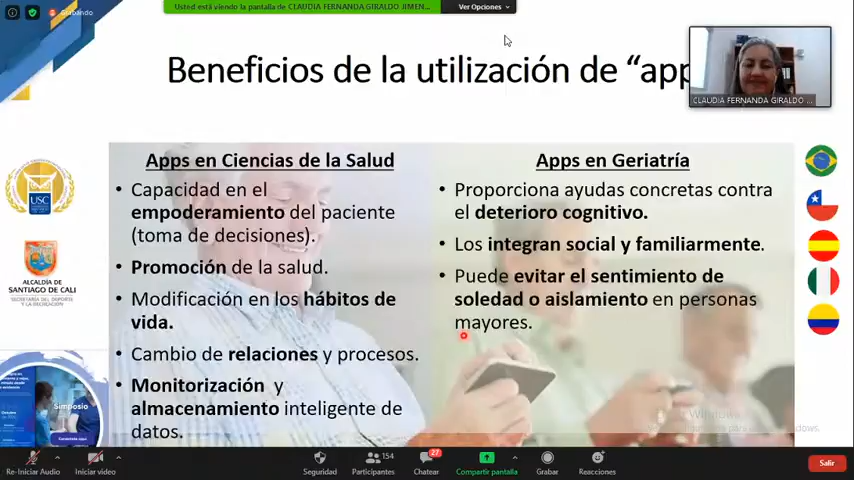 Grabando
Usted está viendo la pantalla de CLAUDIA FERNANDA GIRALDO JIMEN...
Ver Opciones
Beneficios de la utilización de “app
CLAUDIA FERNANDA GIRALDO ...
Apps en Ciencias de la Salud
• Capacidad en el
empoderamiento del paciente
(toma de decisiones).
• Promoción de la salud.
• Modificación en los hábitos de
vida.
• Cambio de relaciones y procesos.
• Monitorización y
almacenamiento inteligente de
datos.
Apps en Geriatría
• Proporciona ayudas concretas contra
el deterioro cognitivo.
• Los integran social y familiarmente.
• Puede evitar el sentimiento de
soledad o aislamiento en personas
mayores.
USC
ALCALDÍA DE
SANTIAGO DE CALI
SECRETARÍA DEL DEPORTE
Y LA RECREACIÓN
Simposio
Windows
Re-Iniciar Audio
Iniciar video
Seguridad
154
Participantes
27
Chatear
Compartir pantalla
Grabar
Reacciones
Salir